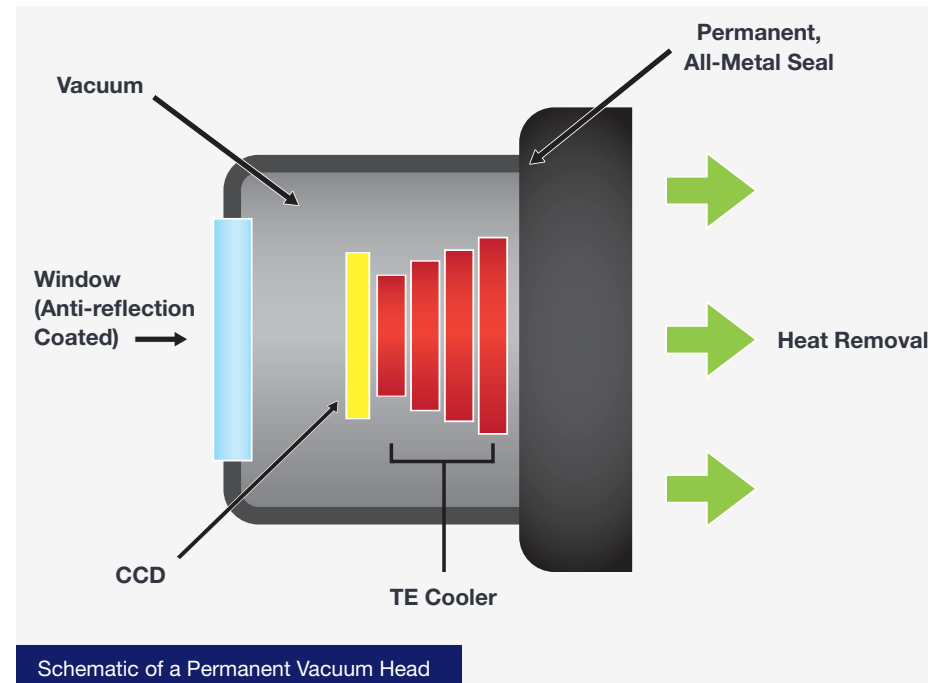 Permanent,
All-Metal Seal
Vacuum
Window
(Anti-reflection
Coated)
Heat Removal
CCD
TE Cooler
Schematic of a Permanent Vacuum Head